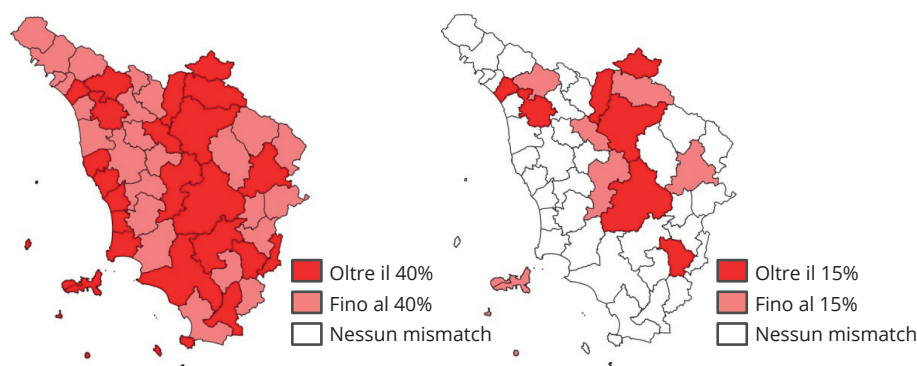 Oltre il 40%
Fino al 40%
Nessun mismatch
Oltre il 15%
Fino al 15%
Nessun mismatch